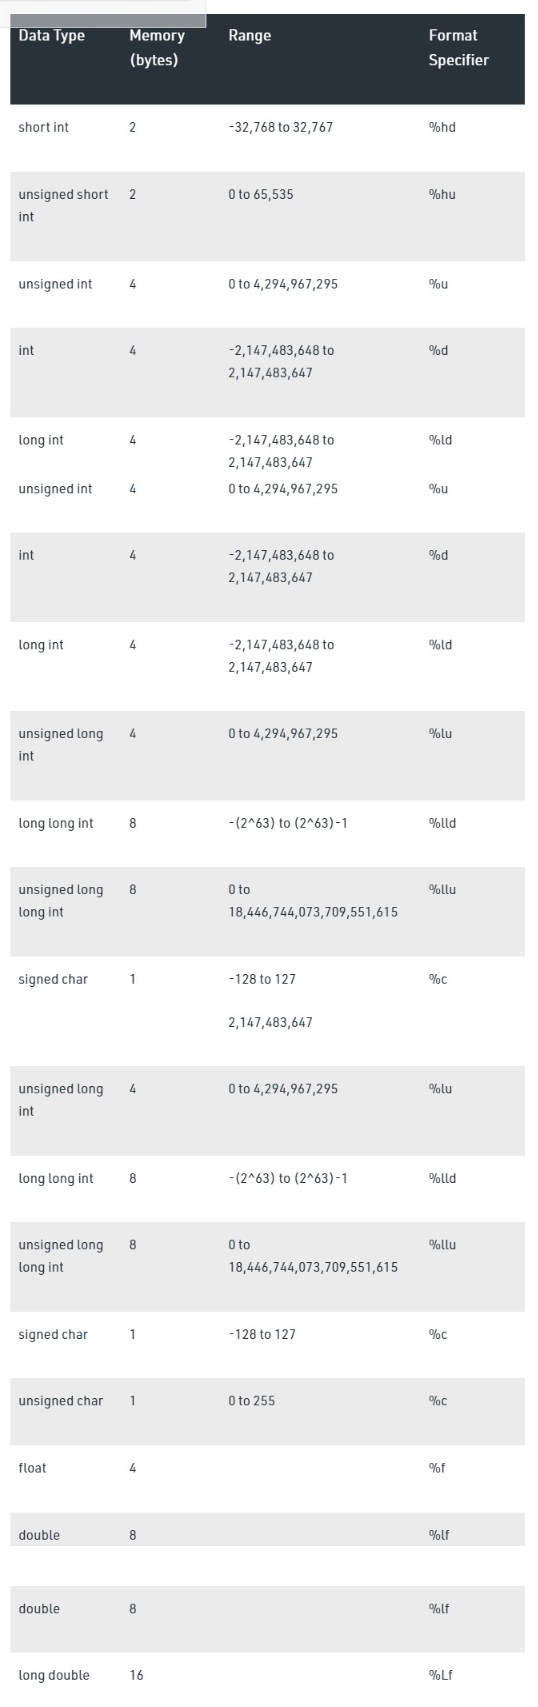 Data Type Memory (bytes) Range Format Specifier
short int 2 -32,768 to 32,767 %hd
unsigned short int 2 0 to 65,535 %hu
unsigned int 4 0 to 4,294,967,295 %u
int 4 -2,147,483,648 to 2,147,483,647 %d
long int 4 -2,147,483,648 to 2,147,483,647 %ld
unsigned int 4 0 to 4,294,967,295 %u
int 4 -2,147,483,648 to 2,147,483,647 %d
long int 4 -2,147,483,648 to 2,147,483,647 %ld
unsigned long int 4 0 to 4,294,967,295 %lu
long long int 8 -(2^63) to (2^63)-1 %lld
unsigned long long int 8 0 to 18,446,744,073,709,551,615 %llu
signed char 1 -128 to 127 %c
2,147,483,647
unsigned long int 4 0 to 4,294,967,295 %lu
long long int 8 -(2^63) to (2^63)-1 %lld
unsigned long long int 8 0 to 18,446,744,073,709,551,615 %llu
signed char 1 -128 to 127 %c
unsigned char 1 0 to 255 %c
float 4 %f
double 8 %lf
double 8 %lf
long double 16 %Lf